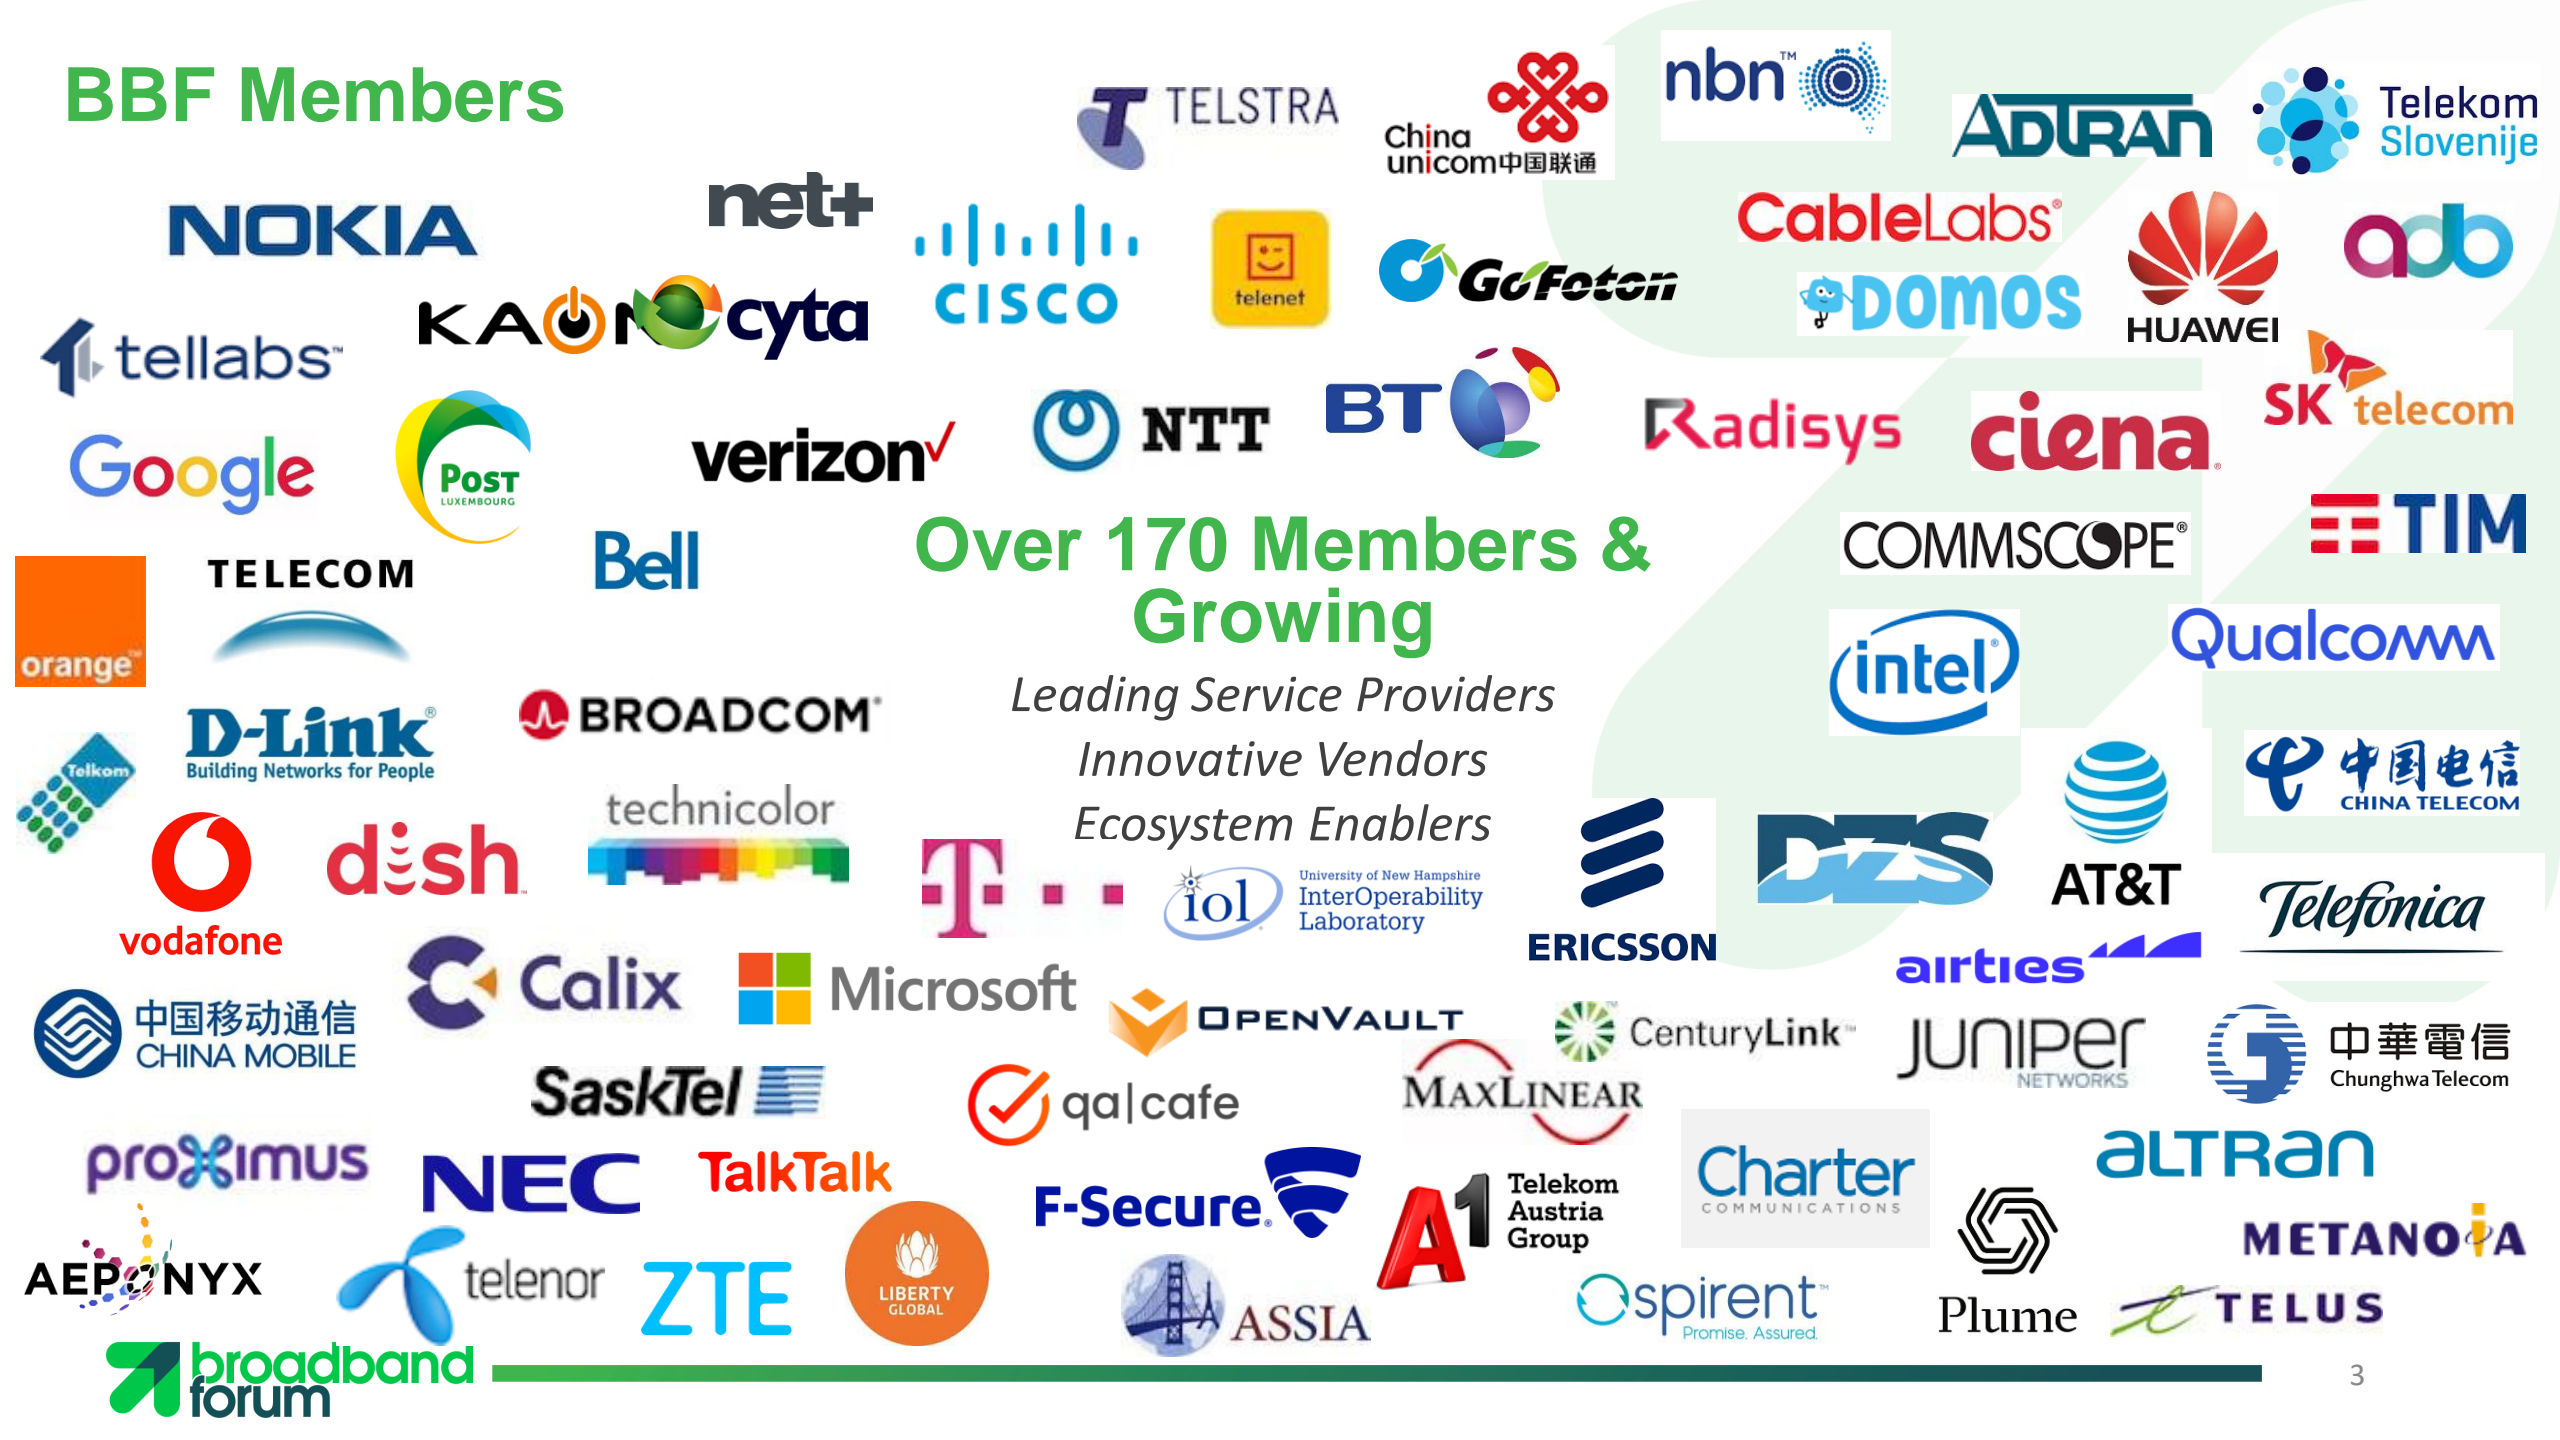 BBF Members
TELSTRA
China
unicom中国联通
nbn™
ADTRAN
Telekom
Slovenije
NOKIA
net+
CISCO
telenet
GoFoton
CableLabs®
DOMOS
HUAWEI
adb
tellabs™
KAON
cyta
Google
POST
LUXEMBOURG
verizon
NTT
BT
Radisys
ciena®
SK telecom
orange™
TELECOM
Bell
Over 170 Members &
Growing
COMMSCOPE®
TIM
Leading Service Providers
Innovative Vendors
Ecosystem Enablers
intel®
Qualcomm
Telkom
D-Link®
Building Networks for People
BROADCOM®
technicolor
AT&T
中国电信
CHINA TELECOM
vodafone
dish
T
iol
University of New Hampshire
InterOperability
Laboratory
ERICSSON
DZS
Telefónica
airties
中国移动通信
CHINA MOBILE
Calix
Microsoft
OPENVAULT
CenturyLink™
JUNIPER
NETWORKS
中華電信
Chunghwa Telecom
SaskTel
qa|cafe
MAXLINEAR
proximus
NEC
TalkTalk
F-Secure®
A1
Telekom
Austria
Group
Charter
COMMUNICATIONS
ALTRAN
AEPONYX
telenor
ZTE
LIBERTY
GLOBAL
ASSIA
spirent™
Promise. Assured.
Plume
METANOIA
TELUS
broadband
forum
3